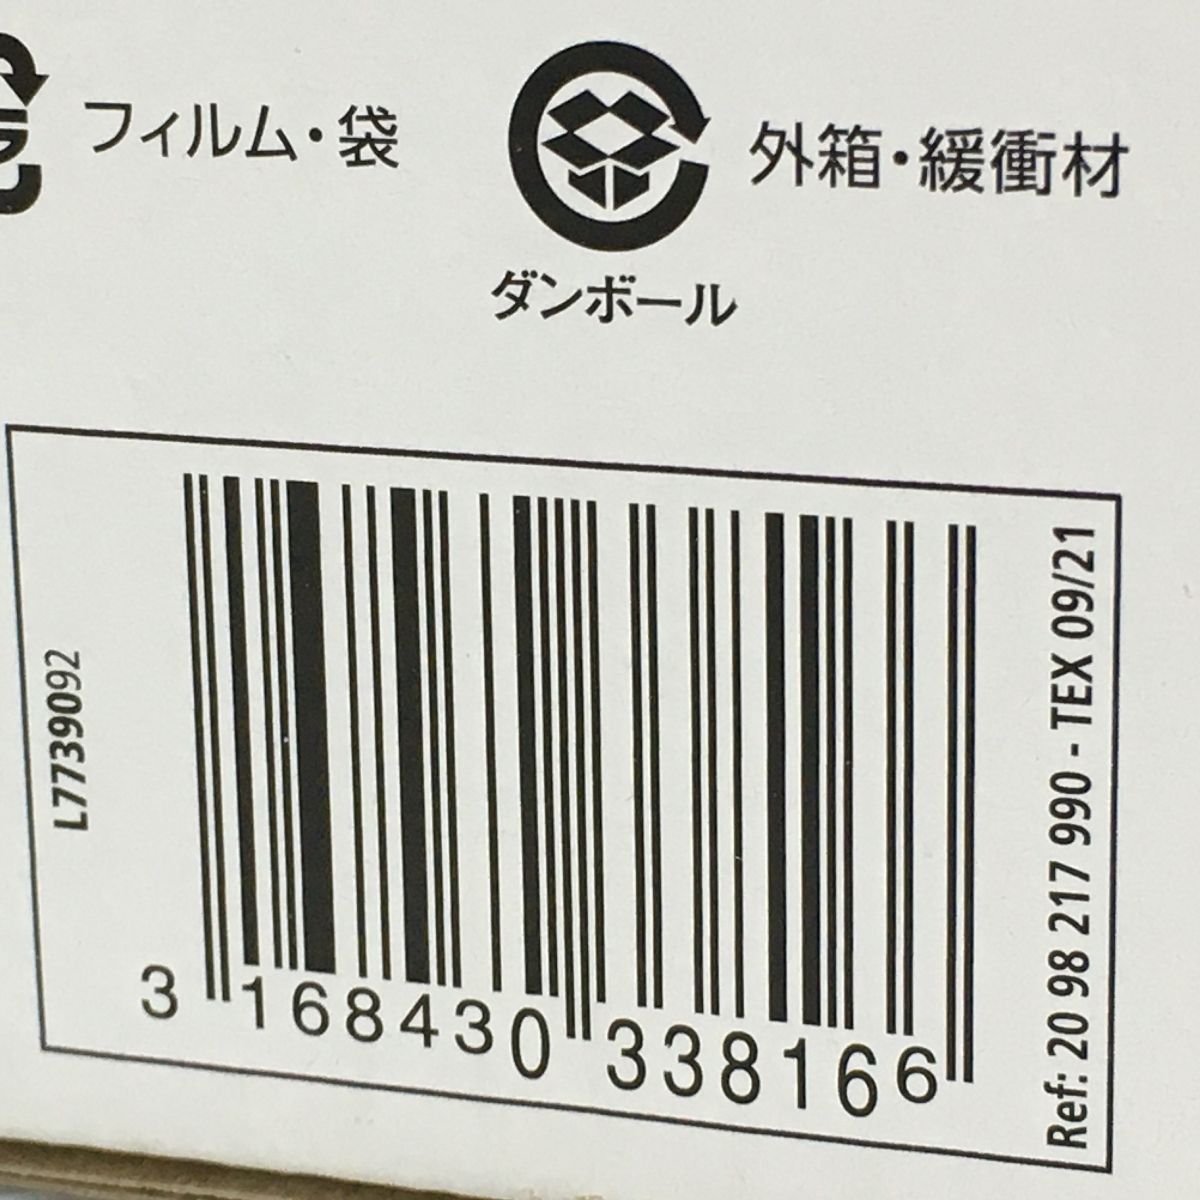 フィルム・袋
外箱・緩衝材
ダンボール
L7739092
3 168430 338166
Ref: 20 98 217 990 - TEX 09/21